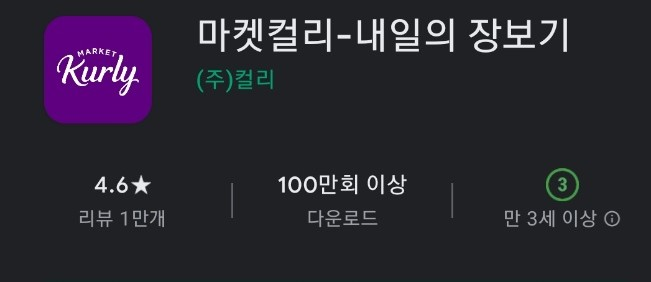 MARKET
Kurly
마켓컬리-내일의 장보기
(주)컬리
4.6★
리뷰 1만개
100만회 이상
다운로드
3
만 3세 이상 ⓘ